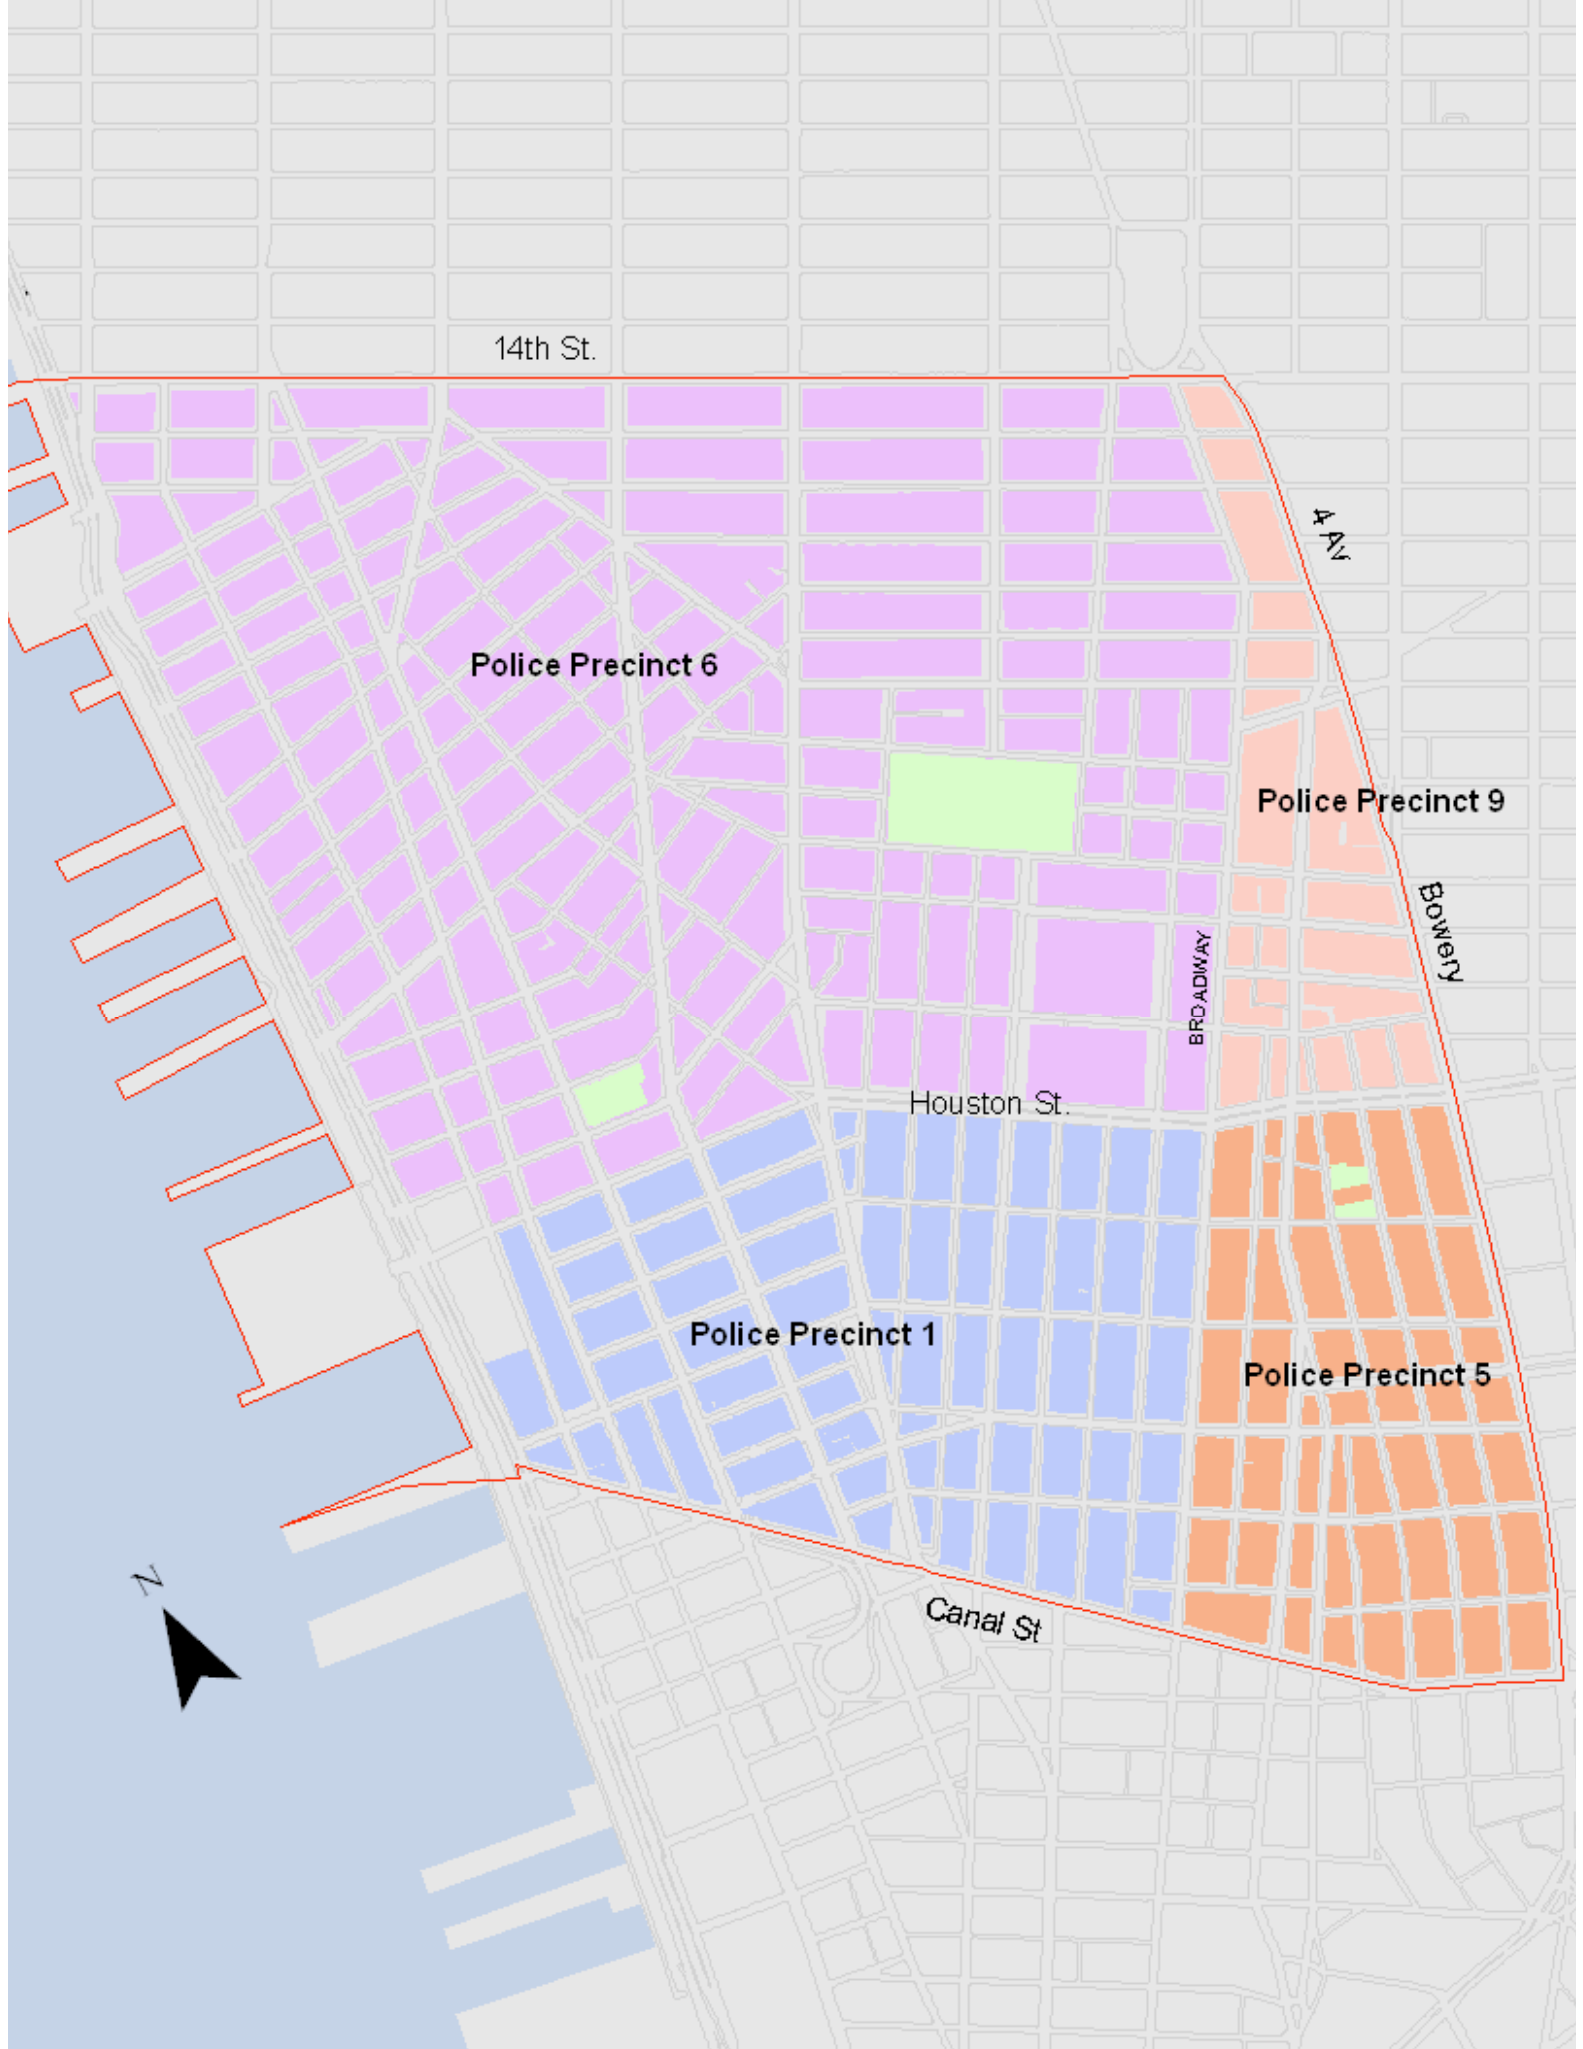 14th St.
4 Av
Police Precinct 6
Police Precinct 9
Bowery
BROADWAY
Houston St.
Police Precinct 1
Police Precinct 5
N
Canal St